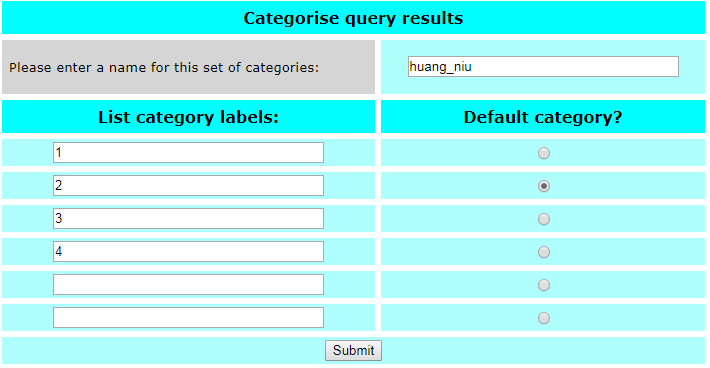 Categorise query results
Please enter a name for this set of categories: huang_niu
List category labels: Default category?
1
2
3
4
Submit